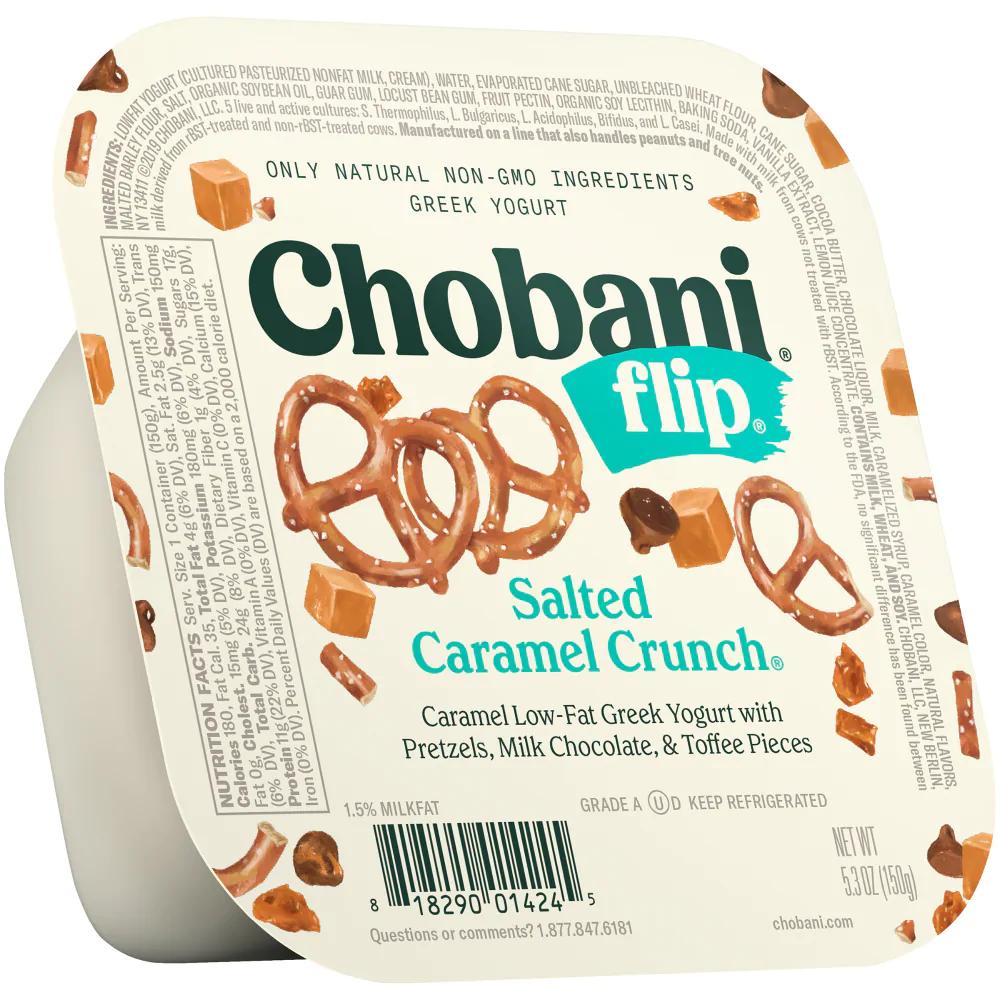 INGREDIENTS: LOWFAT YOGURT (CULTURED PASTEURIZED NONFAT MILK, CREAM), WATER, EVAPORATED CANE SUGAR, UNBLEACHED WHEAT FLOUR, CANE SUGAR, COCOA BUTTER, CHOCOLATE LIQUOR, MILK, CARAMELIZED SYRUP, CARAMEL COLOR, NATURAL FLAVORS,
MALTED BARLEY FLOUR, SALT, ORGANIC SOYBEAN OIL, GUAR GUM, LOCUST BEAN GUM, FRUIT PECTIN, ORGANIC SOY LECITHIN, BAKING SODA, VANILLA EXTRACT, LEMON JUICE CONCENTRATE. CONTAINS MILK, WHEAT, AND SOY. CHOBANI, LLC, NEW BERLIN,
NY 13411 ©2019 CHOBANI, LLC. 5 live and active cultures: S. Thermophilus, L. Bulgaricus, L. Acidophilus, Bifidus, and L. Casei. Made with milk from cows not treated with rBST. According to the FDA, no significant difference has been found between
milk derived from rBST-treated and non-rBST-treated cows. Manufactured on a line that also handles peanuts and tree nuts.
ONLY NATURAL NON-GMO INGREDIENTS
GREEK YOGURT
Chobani®
flip®
Salted
Caramel Crunch®
Caramel Low-Fat Greek Yogurt with
Pretzels, Milk Chocolate, & Toffee Pieces
NUTRITION FACTS Serv. Size 1 Container (150g), Amount Per Serving:
Calories 180, Fat Cal. 35, Total Fat 4g (6% DV), Sat. Fat 2.5g (13% DV), Trans
Fat 0g, Cholest. 15mg (5% DV), Potassium 180mg (6% DV), Sodium 150mg
(6% DV), Total Carb. 24g (8% DV), Dietary Fiber 1g (4% DV), Sugars 17g,
Protein 11g (22% DV), Vitamin A (0% DV), Vitamin C (0% DV), Calcium (15% DV),
Iron (0% DV). Percent Daily Values (DV) are based on a 2,000 calorie diet.
1.5% MILKFAT
GRADE A Ⓤ D KEEP REFRIGERATED
8 18290 01424 5
NET WT
5.3 OZ (150g)
Questions or comments? 1.877.847.6181
chobani.com